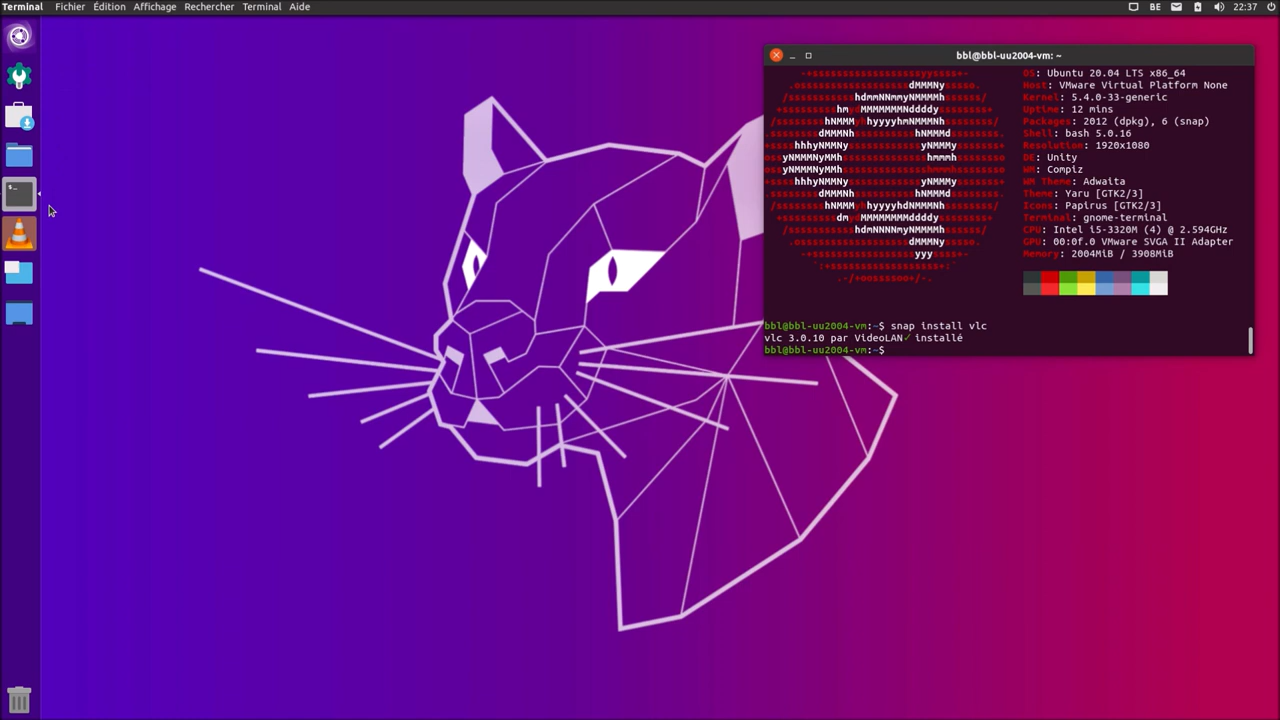 Terminal Fichier Édition Affichage Rechercher Terminal Aide BE 22:37
bbl@bbl-uu2004-vm: ~
OS: Ubuntu 20.04 LTS x86_64
Host: VMware Virtual Platform None
Kernel: 5.4.0-33-generic
Uptime: 12 mins
Packages: 2012 (dpkg), 6 (snap)
Shell: bash 5.0.16
Resolution: 1920x1080
DE: Unity
WM: Compiz
WM Theme: Adwaita
Theme: Yaru [GTK2/3]
Icons: Papirus [GTK2/3]
Terminal: gnome-terminal
CPU: Intel i5-3320M (4) @ 2.594GHz
GPU: 00:0f.0 VMware SVGA II Adapter
Memory: 2004MiB / 3908MiB
bbl@bbl-uu2004-vm:~$ snap install vlc
vlc 3.0.10 par VideoLAN✓ installé
bbl@bbl-uu2004-vm:~$